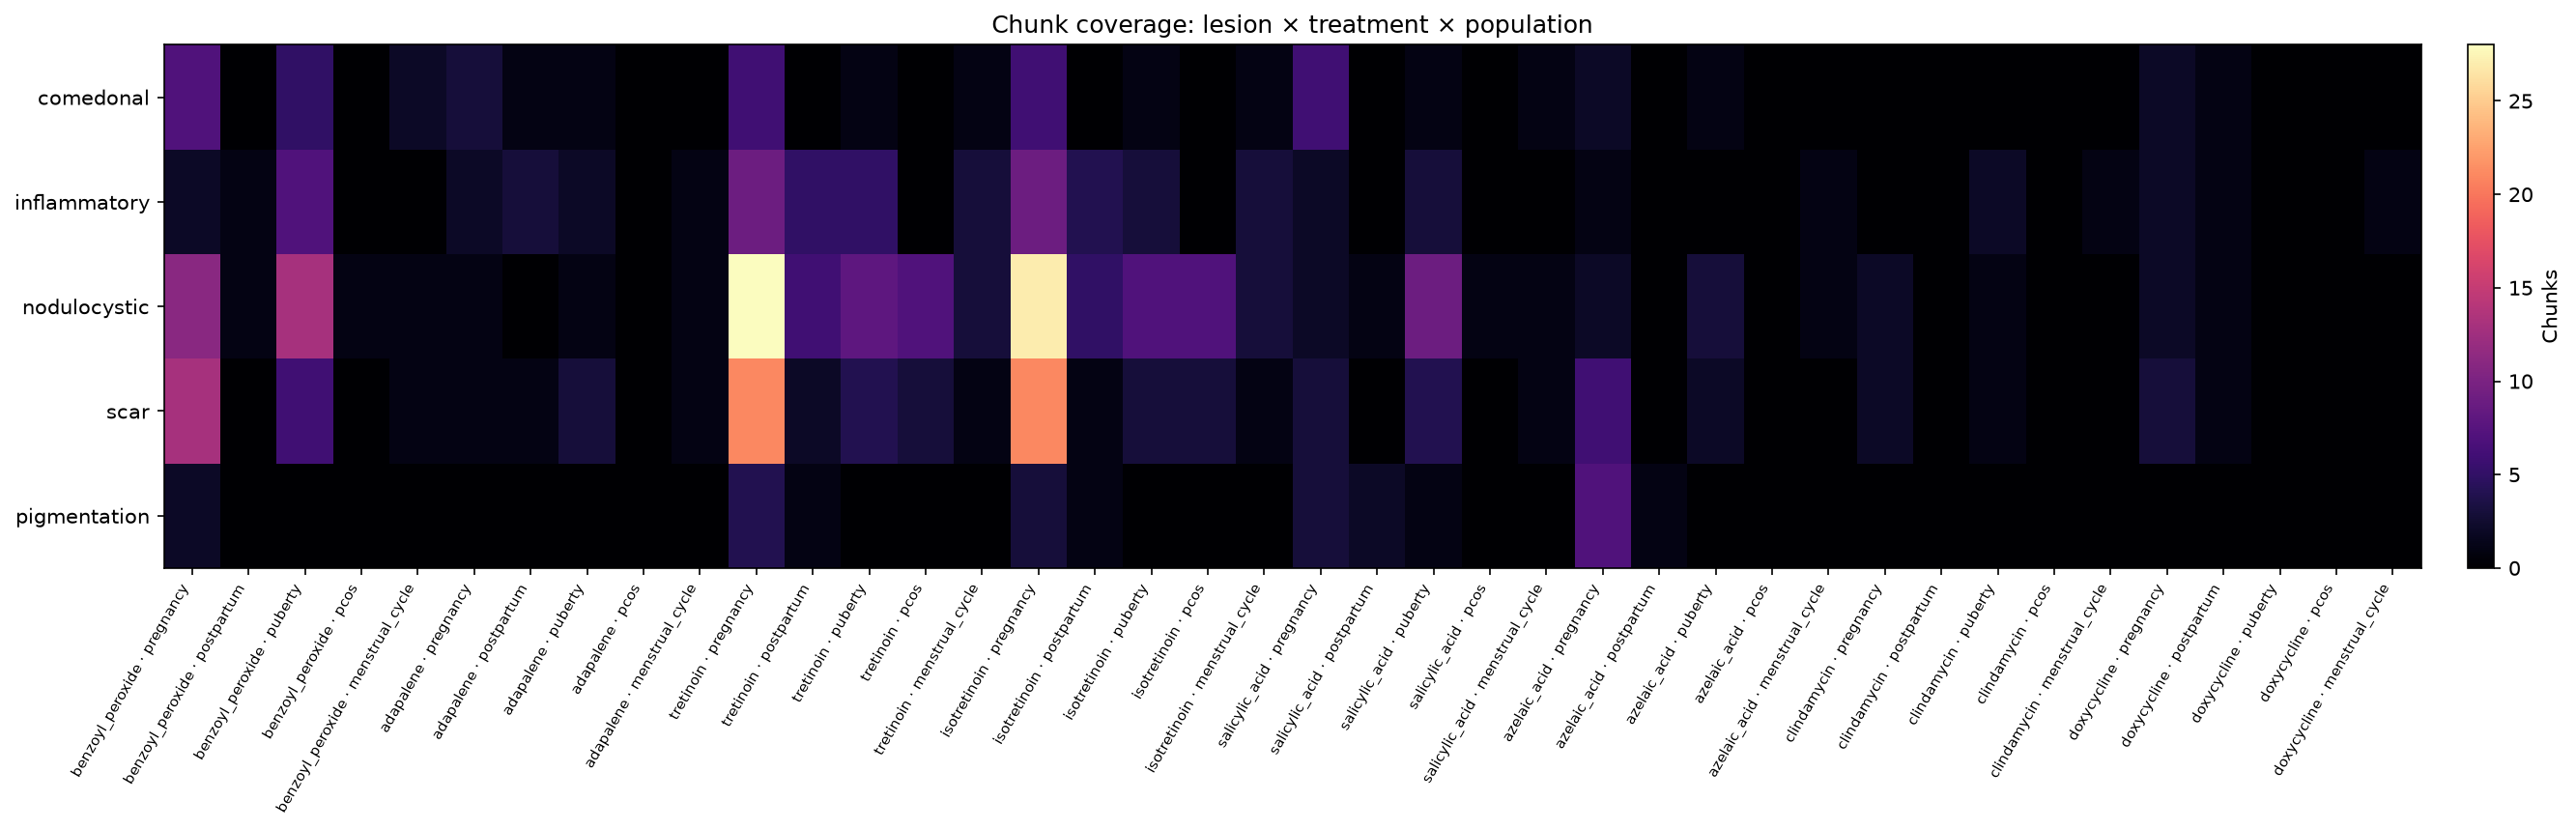 Chunk coverage: lesion × treatment × population
comedonal
inflammatory
nodulocystic
scar
pigmentation
benzoyl_peroxide · pregnancy
benzoyl_peroxide · postpartum
benzoyl_peroxide · puberty
benzoyl_peroxide · pcos
benzoyl_peroxide · menstrual_cycle
adapalene · pregnancy
adapalene · postpartum
adapalene · puberty
adapalene · pcos
adapalene · menstrual_cycle
tretinoin · pregnancy
tretinoin · postpartum
tretinoin · puberty
tretinoin · pcos
tretinoin · menstrual_cycle
isotretinoin · pregnancy
isotretinoin · postpartum
isotretinoin · puberty
isotretinoin · pcos
isotretinoin · menstrual_cycle
salicylic_acid · pregnancy
salicylic_acid · postpartum
salicylic_acid · puberty
salicylic_acid · pcos
salicylic_acid · menstrual_cycle
azelaic_acid · pregnancy
azelaic_acid · postpartum
azelaic_acid · puberty
azelaic_acid · pcos
azelaic_acid · menstrual_cycle
clindamycin · pregnancy
clindamycin · postpartum
clindamycin · puberty
clindamycin · pcos
clindamycin · menstrual_cycle
doxycycline · pregnancy
doxycycline · postpartum
doxycycline · puberty
doxycycline · pcos
doxycycline · menstrual_cycle
25
20
15
10
5
0
Chunks